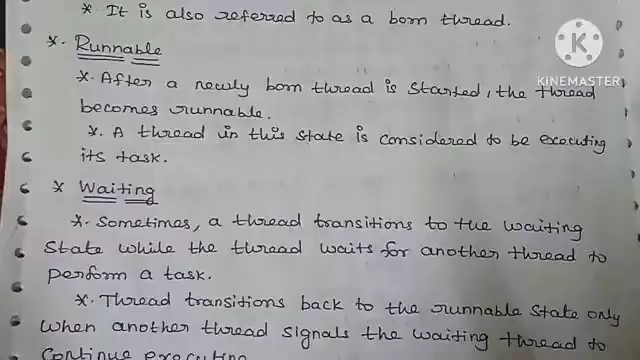 * It is also referred to as a born thread.
*. Runnable
*. After a newly born thread is started, the thread
becomes runnable.
*. A thread in this state is considered to be executing
its task.
* Waiting
*. Sometimes, a thread transitions to the waiting
state while the thread waits for another thread to
perform a task.
*. Thread transitions back to the runnable state only
when another thread signals the waiting thread to
continue executing
K
KINEMASTER